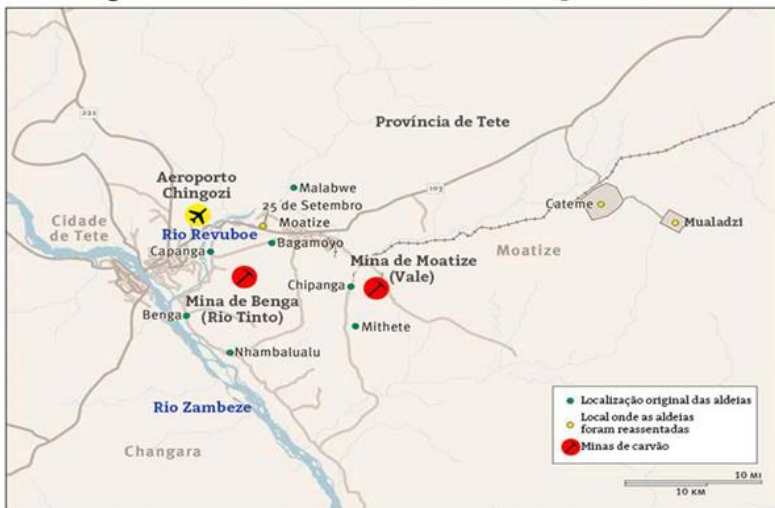 222
Província de Tete
Aeroporto
Chingozi
Malabwe
25 de Setembro
103
Cateme
Mualadzi
Cidade
de Tete
Rio Revuboe
Moatize
Capanga
Bagamoyo
Moatize
Mina de Moatize
(Vale)
Chipanga
Mina de Benga
(Rio Tinto)
Benga
Mithete
Nhambalualu
Rio Zambeze
Changara
Localização original das aldeias
Local onde as aldeias
foram reassentadas
Minas de carvão
10 MI
10 KM